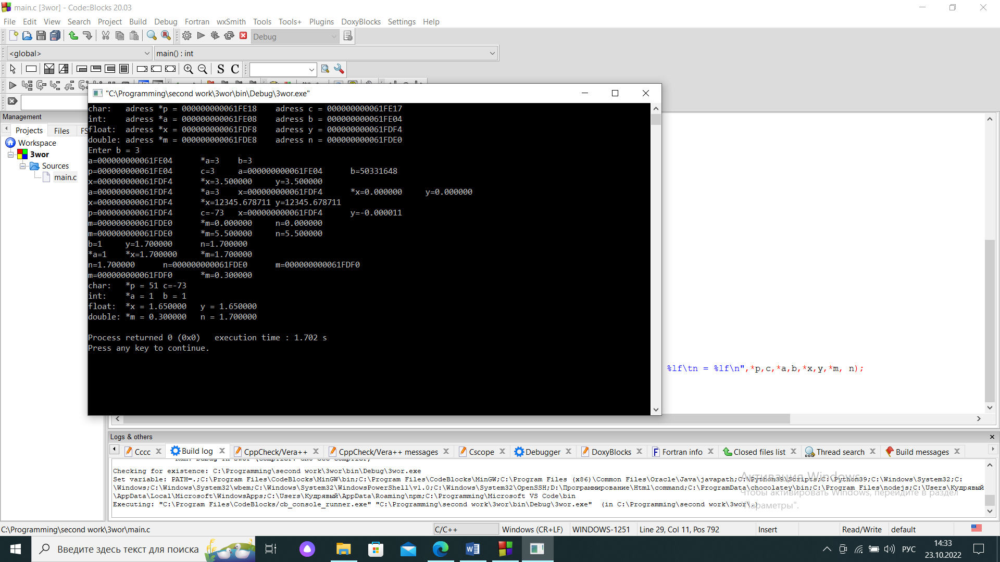 main.c [3wor] - Code::Blocks 20.03
File Edit View Search Project Build Debug Fortran wxSmith Tools Tools+ Plugins DoxyBlocks Settings Help
Debug
<global> main() : int
S C
"C:\Programming\second work\3wor\bin\Debug\3wor.exe"
Management
Projects Files FS
Workspace
3wor
Sources
main.c
char:   adress *p = 000000000061FE18    adress c = 000000000061FE17
int:    adress *a = 000000000061FE08    adress b = 000000000061FE04
float:  adress *x = 000000000061FDF8    adress y = 000000000061FDF4
double: adress *m = 000000000061FDE8    adress n = 000000000061FDE0
Enter b = 3
a=000000000061FE04      *a=3    b=3
p=000000000061FE04      c=3     a=000000000061FE04      b=50331648
x=000000000061FDF4      *x=3.500000     y=3.500000
a=000000000061FDF4      *a=3    x=000000000061FDF4      *x=0.000000     y=0.000000
x=000000000061FDF4      *x=12345.678711 y=12345.678711
p=000000000061FDF4      c=-73   x=000000000061FDF4      y=-0.000011
m=000000000061FDE0      *m=0.000000     n=0.000000
m=000000000061FDE0      *m=5.500000     n=5.500000
b=1     y=1.700000      n=1.700000
*a=1    *x=1.700000     *m=1.700000
n=1.700000      n=000000000061FDE0      m=000000000061FDF0
m=000000000061FDF0      *m=0.300000
char:   *p = 51 c=-73
int:    *a = 1  b = 1
float:  *x = 1.650000   y = 1.650000
double: *m = 0.300000   n = 1.700000
Process returned 0 (0x0)   execution time : 1.702 s
Press any key to continue.
%lf\tn = %lf\n",*p,c,*a,b,*x,y,*m, n);
Logs & others
Cccc Build log CppCheck/Vera++ CppCheck/Vera++ messages Cscope Debugger DoxyBlocks Fortran info Closed files list Thread search Build messages
Checking for existence: C:\Programming\second work\3wor\bin\Debug\3wor.exe
Set variable: PATH=.;C:\Program Files\CodeBlocks\MinGW\bin;C:\Program Files\CodeBlocks\MinGW;C:\Program Files (x86)\Common Files\Oracle\Java\javapath;C:\Python39\Scripts;C:\Python39;C:\Windows\System32;C:
\Windows;C:\Windows\System32\wbem;C:\Windows\System32\WindowsPowerShell\v1.0;C:\Windows\System32\OpenSSH;D:\Программирование\Html\command;C:\ProgramData\chocolatey\bin;C:\Program Files\nodejs;C:\Users\Кудрявый
\AppData\Local\Microsoft\WindowsApps;C:\Users\Кудрявый\AppData\Roaming\npm;C:\Programming\Microsoft VS Code\bin
Executing: "C:\Program Files\CodeBlocks/cb_console_runner.exe" "C:\Programming\second work\3wor\bin\Debug\3wor.exe"  (in C:\Programming\second work\3wor\.)
Активация Windows
Чтобы активировать Windows, перейдите в раздел
"Параметры".
C:\Programming\second work\3wor\main.c C/C++ Windows (CR+LF) WINDOWS-1251 Line 29, Col 11, Pos 792 Insert Read/Write default
Введите здесь текст для поиска
РУС
14:33
23.10.2022